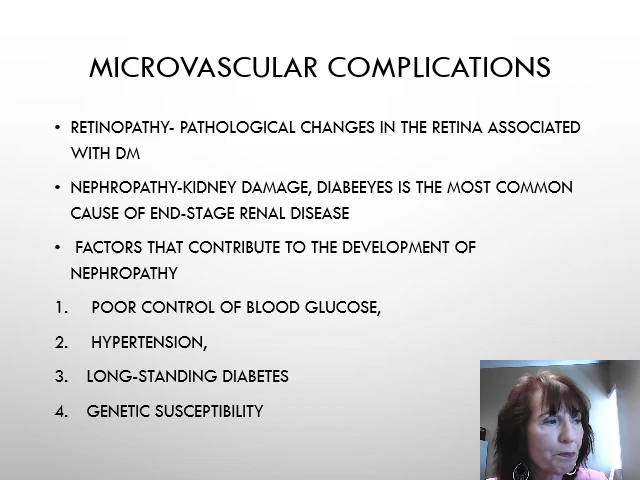 MICROVASCULAR COMPLICATIONS
• RETINOPATHY- PATHOLOGICAL CHANGES IN THE RETINA ASSOCIATED
WITH DM
• NEPHROPATHY-KIDNEY DAMAGE, DIABEEYES IS THE MOST COMMON
CAUSE OF END-STAGE RENAL DISEASE
• FACTORS THAT CONTRIBUTE TO THE DEVELOPMENT OF
NEPHROPATHY
1. POOR CONTROL OF BLOOD GLUCOSE,
2. HYPERTENSION,
3. LONG-STANDING DIABETES
4. GENETIC SUSCEPTIBILITY